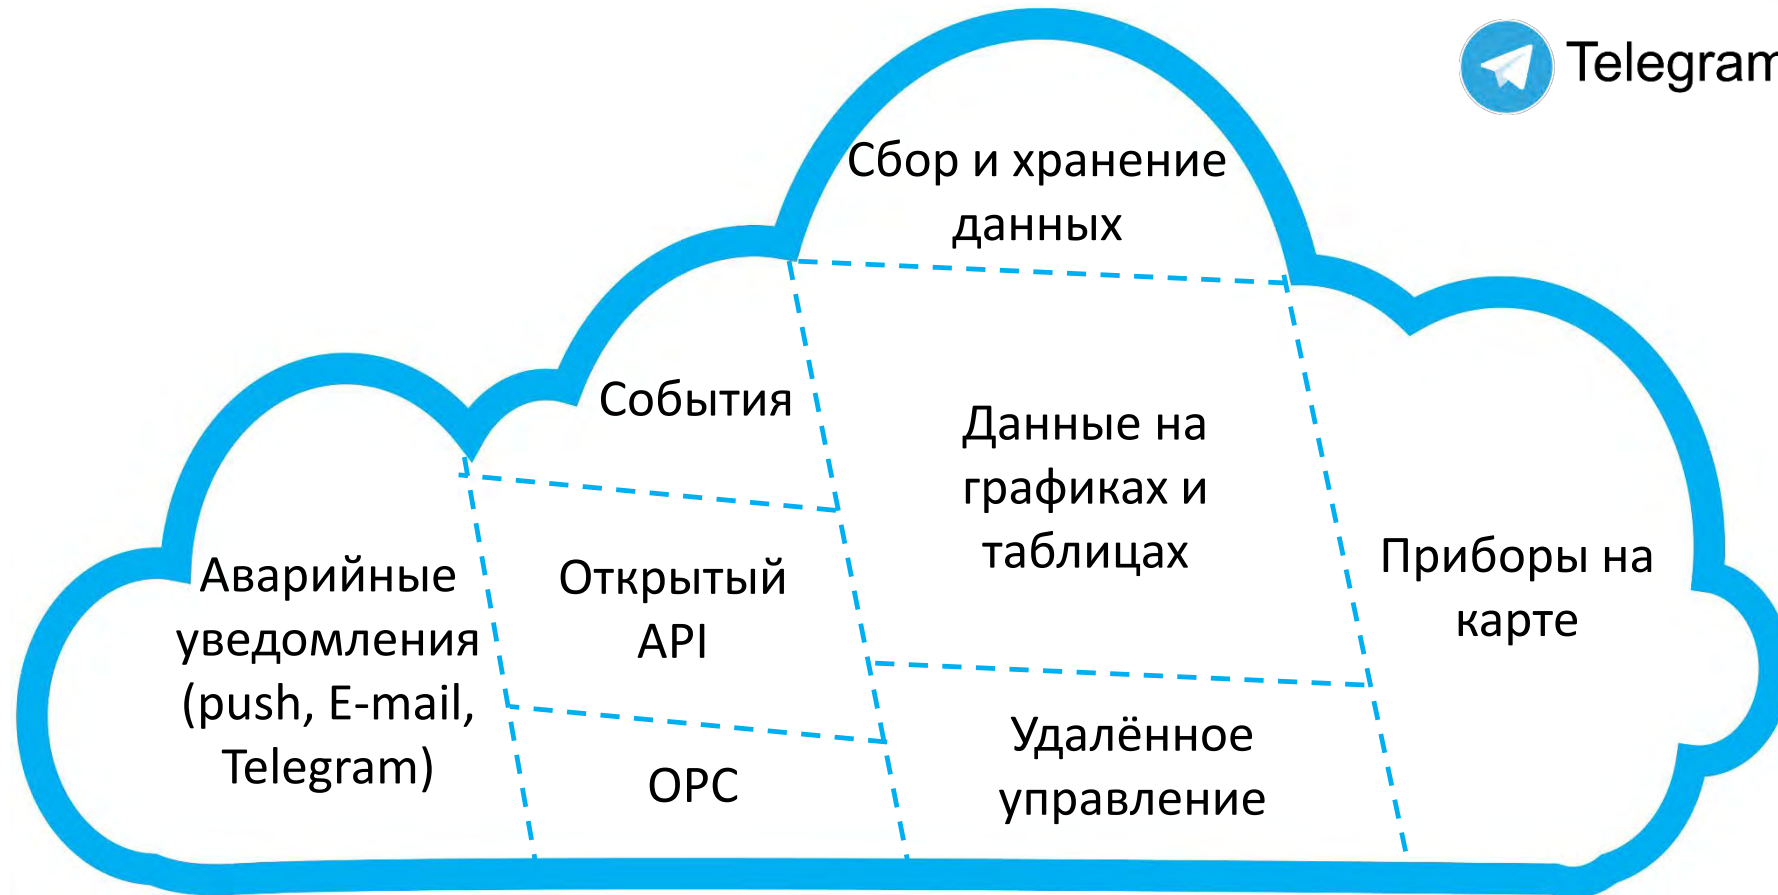 Telegram
Сбор и хранение
данных
События
Данные на
графиках и
таблицах
Аварийные
уведомления
(push, E-mail,
Telegram)
Открытый
API
OPC
Удалённое
управление
Приборы на
карте